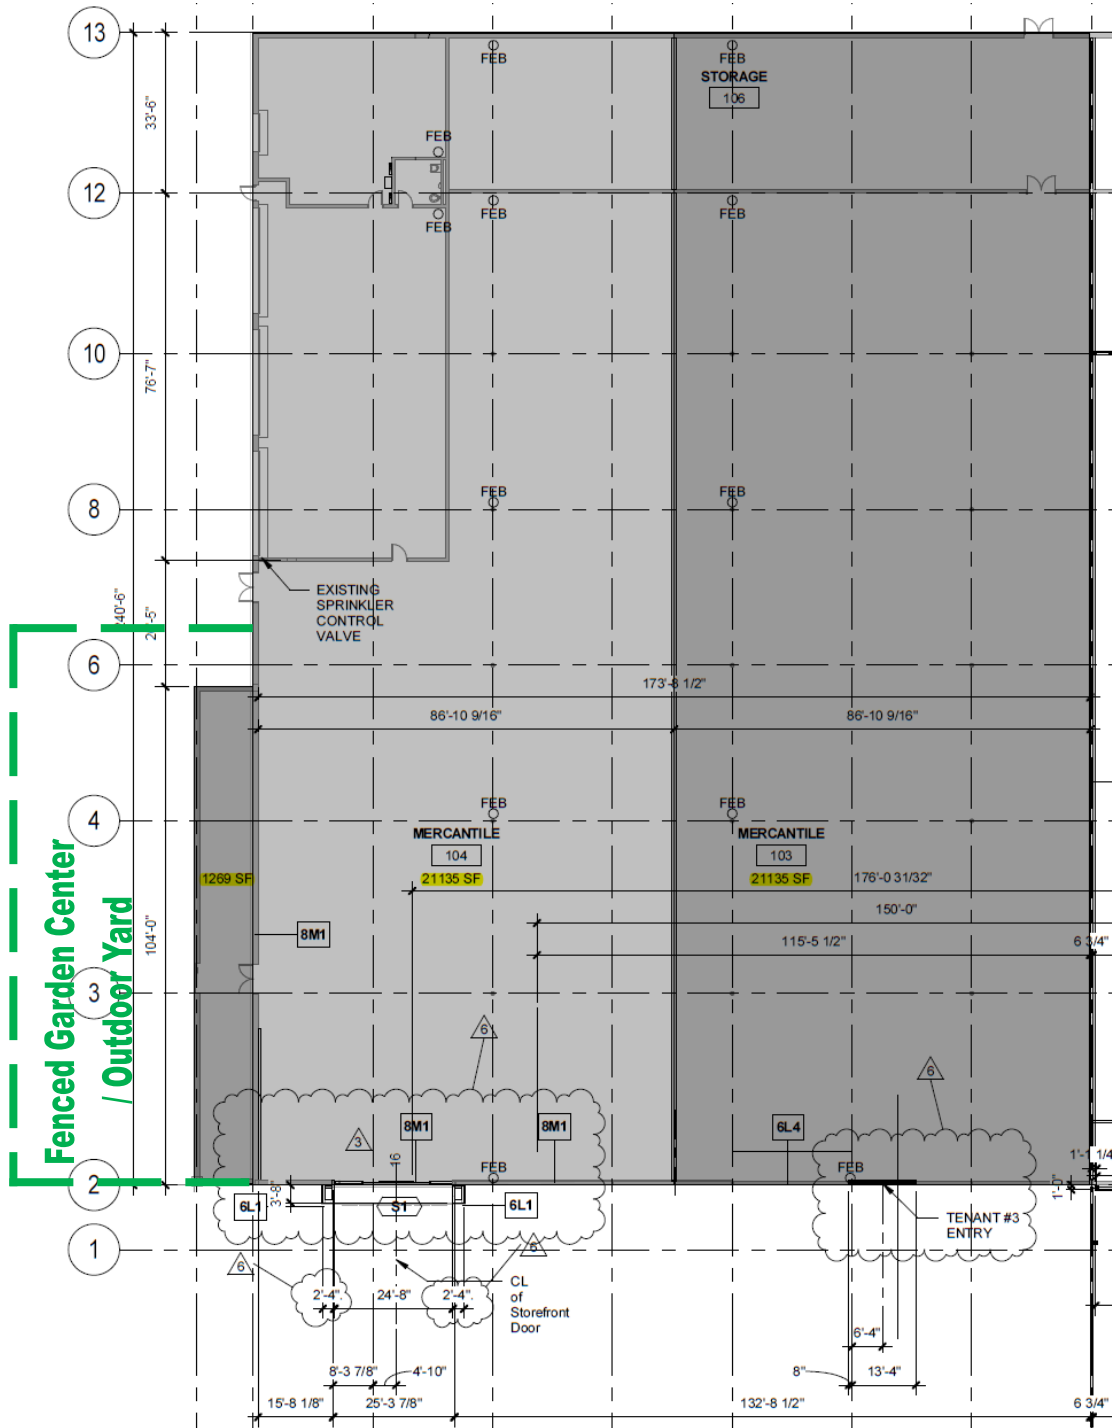 13
FEB
FEB
STORAGE
106
33'-6"
FEB
12
FEB
FEB
FEB
10
76'-7"
FEB
FEB
8
EXISTING
SPRINKLER
CONTROL
VALVE
240'-6"
6
173'-8 1/2"
86'-10 9/16"
86'-10 9/16"
FEB
FEB
4
MERCANTILE
104
21135 SF
MERCANTILE
103
21135 SF
1269 SF
176'-0 31/32"
150'-0"
115'-5 1/2"
6 3/4"
8M1
104'-0"
Fenced Garden Center
/ Outdoor Yard
3
6
6
3
8M1
8M1
6L4
16
FEB
FEB
1'-1 1/4"
1'-0"
2
3'-8"
6L1
S1
6L1
TENANT #3
ENTRY
1
6
6
CL
of
Storefront
Door
2'-4"
24'-8"
2'-4"
6'-4"
8'-3 7/8"
4'-10"
8"
13'-4"
15'-8 1/8"
25'-3 7/8"
132'-8 1/2"
6 3/4"